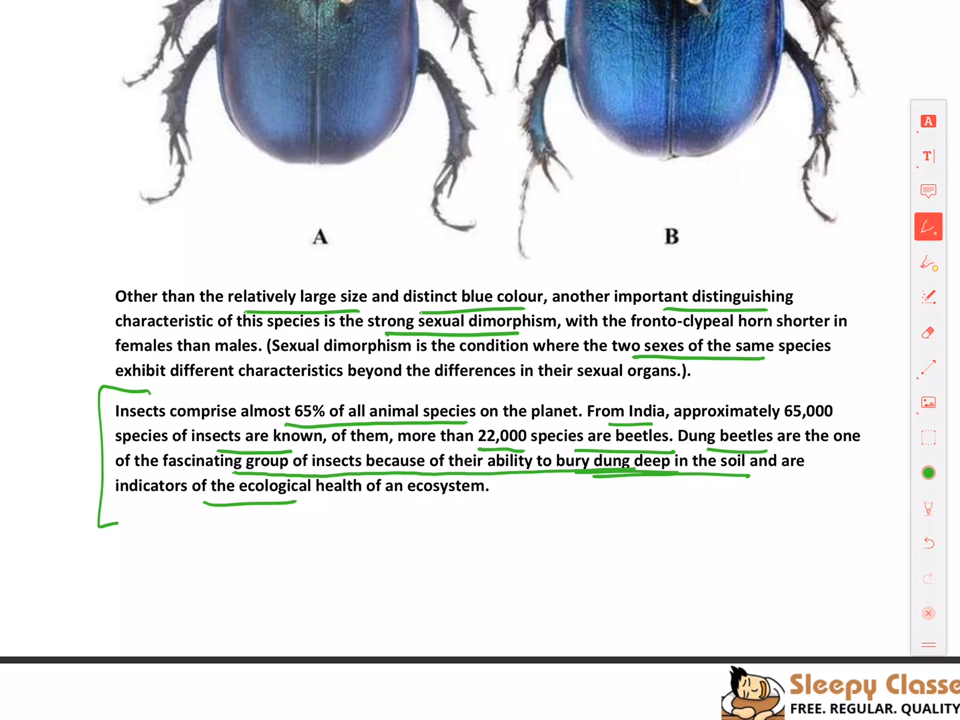 A B
Other than the relatively large size and distinct blue colour, another important distinguishing
characteristic of this species is the strong sexual dimorphism, with the fronto-clypeal horn shorter in
females than males. (Sexual dimorphism is the condition where the two sexes of the same species
exhibit different characteristics beyond the differences in their sexual organs.).
Insects comprise almost 65% of all animal species on the planet. From India, approximately 65,000
species of insects are known, of them, more than 22,000 species are beetles. Dung beetles are the one
of the fascinating group of insects because of their ability to bury dung deep in the soil and are
indicators of the ecological health of an ecosystem.
A
T
Sleepy Classe
FREE. REGULAR. QUALITY